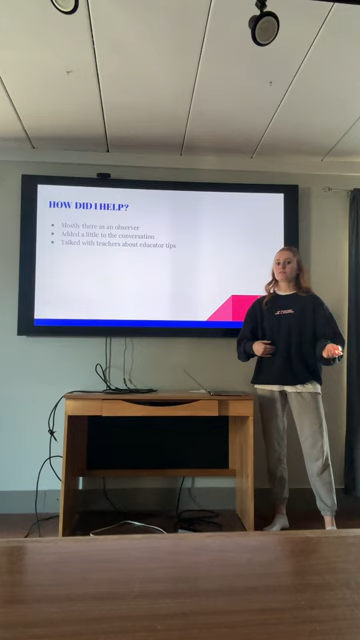 HOW DID I HELP?
Mostly there as an observer
Added a little to the conversation
Talked with teachers about educator tips